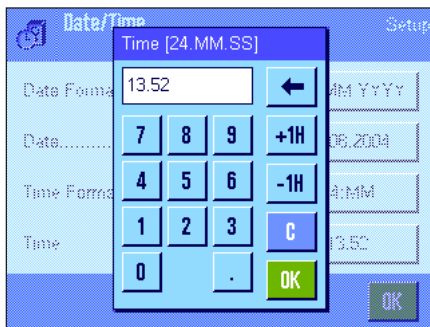 Date/Time
Setup
Time [24.MM.SS]
13.52
Date Forma
MM YYYY
7 8 9 +1H
Date..........
06.2004
4 5 6 -1H
Time Forma
4:MM
1 2 3 C
Time
13.52
0 . OK
OK